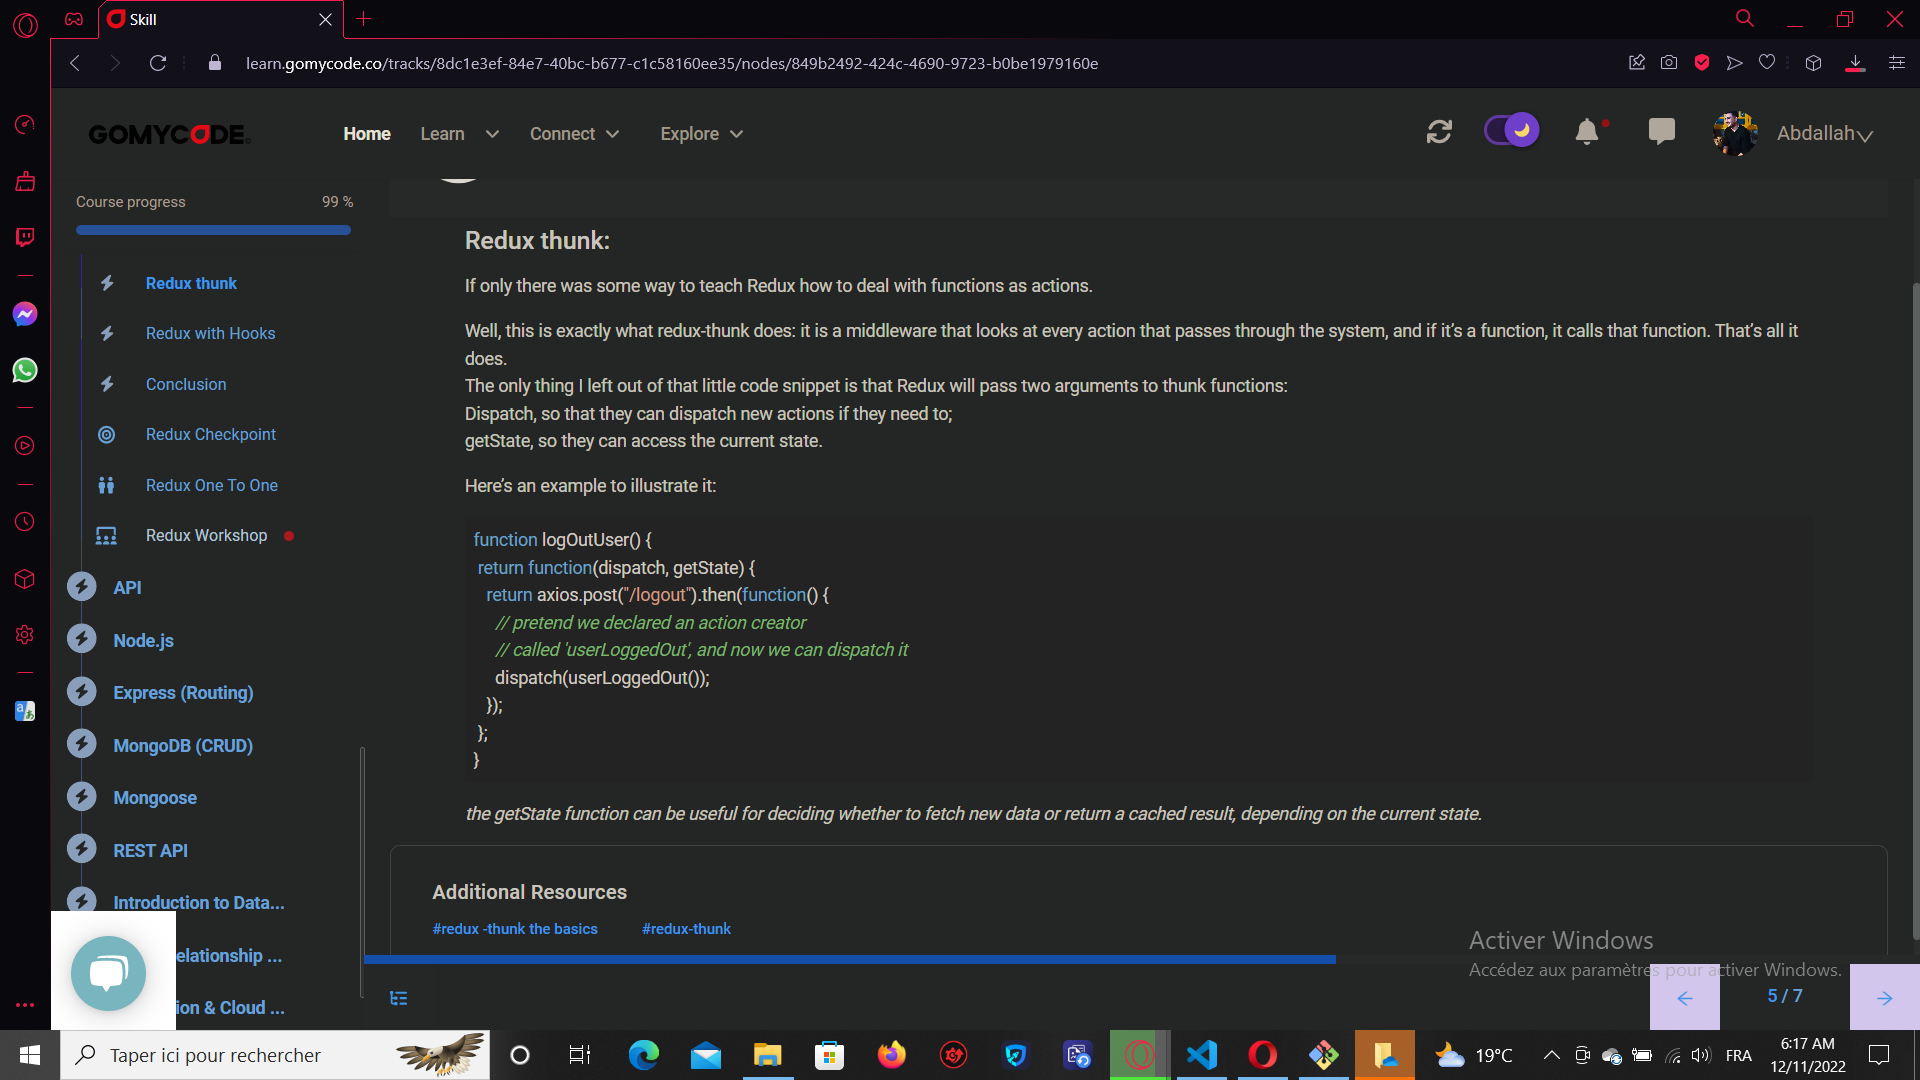 Skill
learn.gomycode.co/tracks/8dc1e3ef-84e7-40bc-b677-c1c58160ee35/nodes/849b2492-424c-4690-9723-b0be1979160e
GOMYCODE
Home
Learn
Connect
Explore
Abdallah
Course progress
99 %
Redux thunk
Redux with Hooks
Conclusion
Redux Checkpoint
Redux One To One
Redux Workshop
API
Node.js
Express (Routing)
MongoDB (CRUD)
Mongoose
REST API
Introduction to Data...
elationship ...
ion & Cloud ...
Redux thunk:
If only there was some way to teach Redux how to deal with functions as actions.
Well, this is exactly what redux-thunk does: it is a middleware that looks at every action that passes through the system, and if it’s a function, it calls that function. That’s all it
does.
The only thing I left out of that little code snippet is that Redux will pass two arguments to thunk functions:
Dispatch, so that they can dispatch new actions if they need to;
getState, so they can access the current state.
Here’s an example to illustrate it:
function logOutUser() {
return function(dispatch, getState) {
return axios.post("/logout").then(function() {
// pretend we declared an action creator
// called 'userLoggedOut', and now we can dispatch it
dispatch(userLoggedOut());
});
};
}
the getState function can be useful for deciding whether to fetch new data or return a cached result, depending on the current state.
Additional Resources
#redux -thunk the basics
#redux-thunk
Activer Windows
Accédez aux paramètres pour activer Windows.
5 / 7
Taper ici pour rechercher
19°C
FRA
6:17 AM
12/11/2022